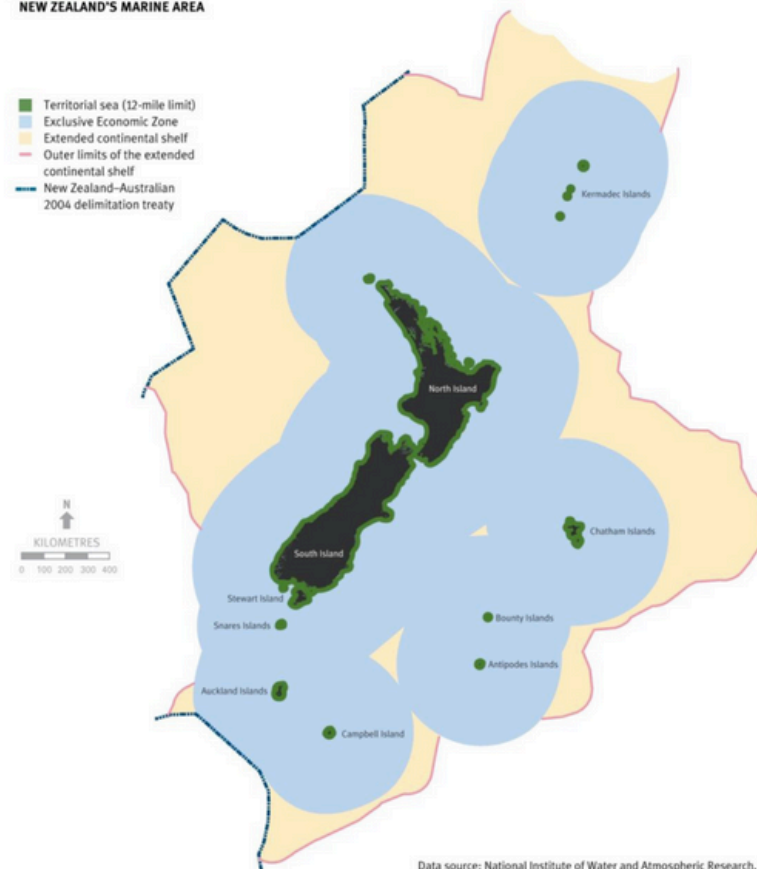 NEW ZEALAND'S MARINE AREA
Territorial sea (12-mile limit)
Exclusive Economic Zone
Extended continental shelf
Outer limits of the extended
continental shelf
New Zealand–Australian
2004 delimitation treaty
Kermadec Islands
North Island
N
KILOMETRES
0 100 200 300 400
Chatham Islands
South Island
Stewart Island
Bounty Islands
Snares Islands
Antipodes Islands
Auckland Islands
Campbell Island
Data source: National Institute of Water and Atmospheric Research.